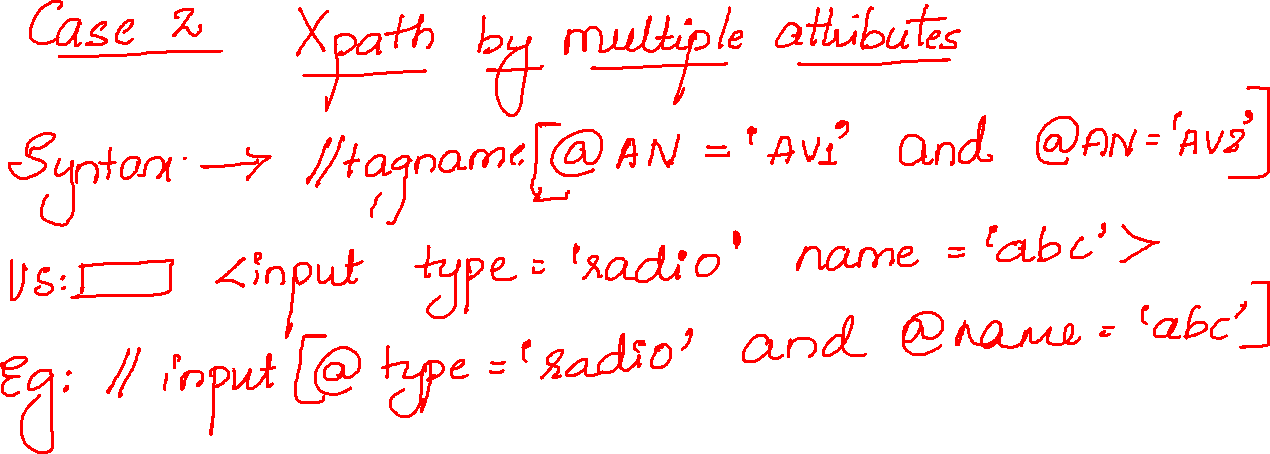 Case 2 Xpath by multiple attributes
Syntax → //tagname[@AN = 'AV1' and @AN='AV2']
US: <input type = 'radio' name = 'abc'>
Eg: // input [@type = 'radio' and @name = 'abc']